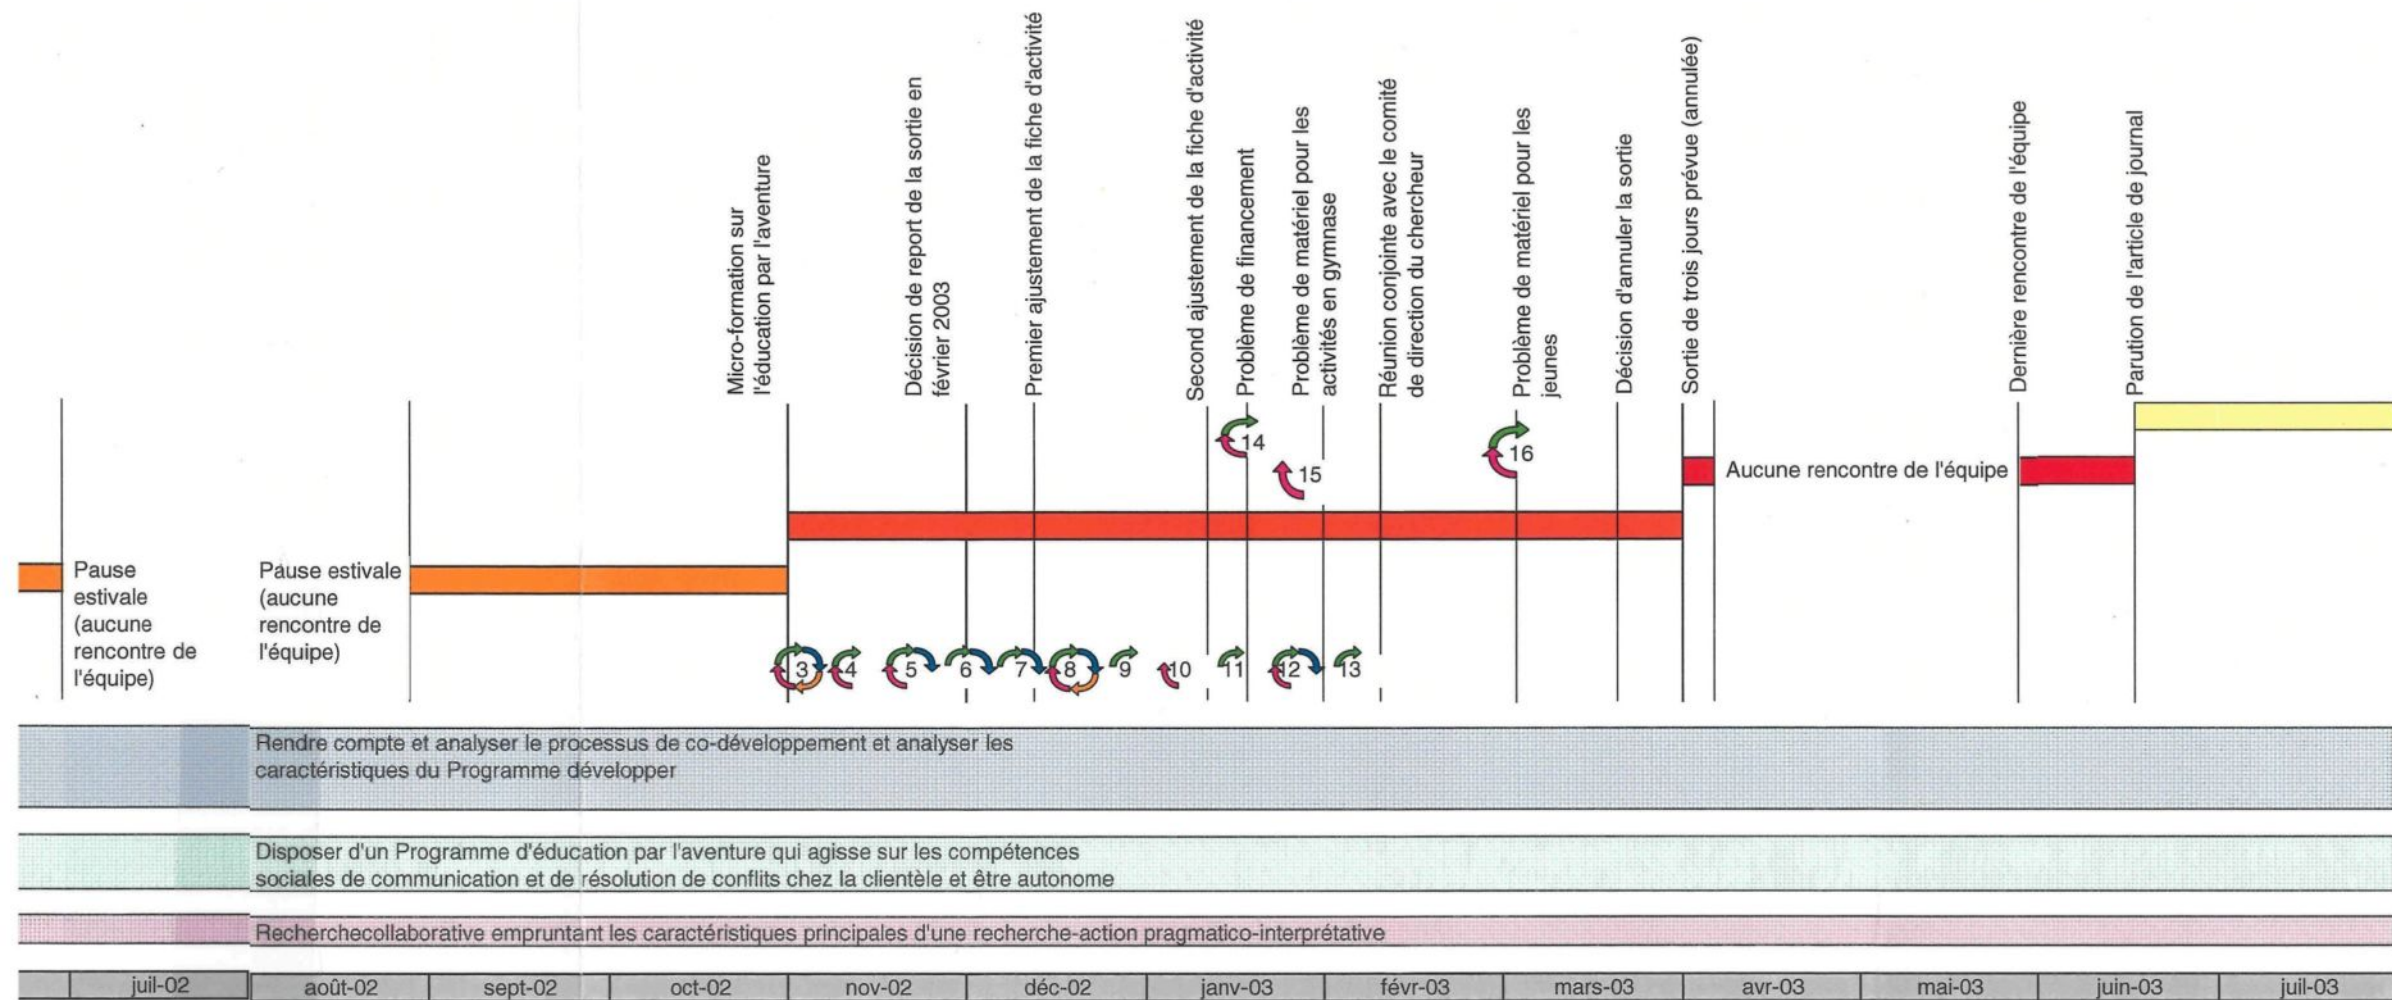 Micro-formation sur
l'éducation par l'aventure
Décision de report de la sortie en
février 2003
Premier ajustement de la fiche d'activité
Second ajustement de la fiche d'activité
Problème de financement
Problème de matériel pour les
activités en gymnase
Réunion conjointe avec le comité
de direction du chercheur
Problème de matériel pour les
jeunes
Décision d'annuler la sortie
Sortie de trois jours prévue (annulée)
Dernière rencontre de l'équipe
Parution de l'article de journal
14
15
16
Aucune rencontre de l'équipe
Pause
estivale
(aucune
rencontre de
l'équipe)
Pause estivale
(aucune
rencontre de
l'équipe)
3
4
5
6
7
8
9
10
11
12
13
Rendre compte et analyser le processus de co-développement et analyser les
caractéristiques du Programme développer
Disposer d'un Programme d'éducation par l'aventure qui agisse sur les compétences
sociales de communication et de résolution de conflits chez la clientèle et être autonome
Recherchecollaborative empruntant les caractéristiques principales d'une recherche-action pragmatico-interprétative
juil-02
août-02
sept-02
oct-02
nov-02
déc-02
janv-03
févr-03
mars-03
avr-03
mai-03
juin-03
juil-03